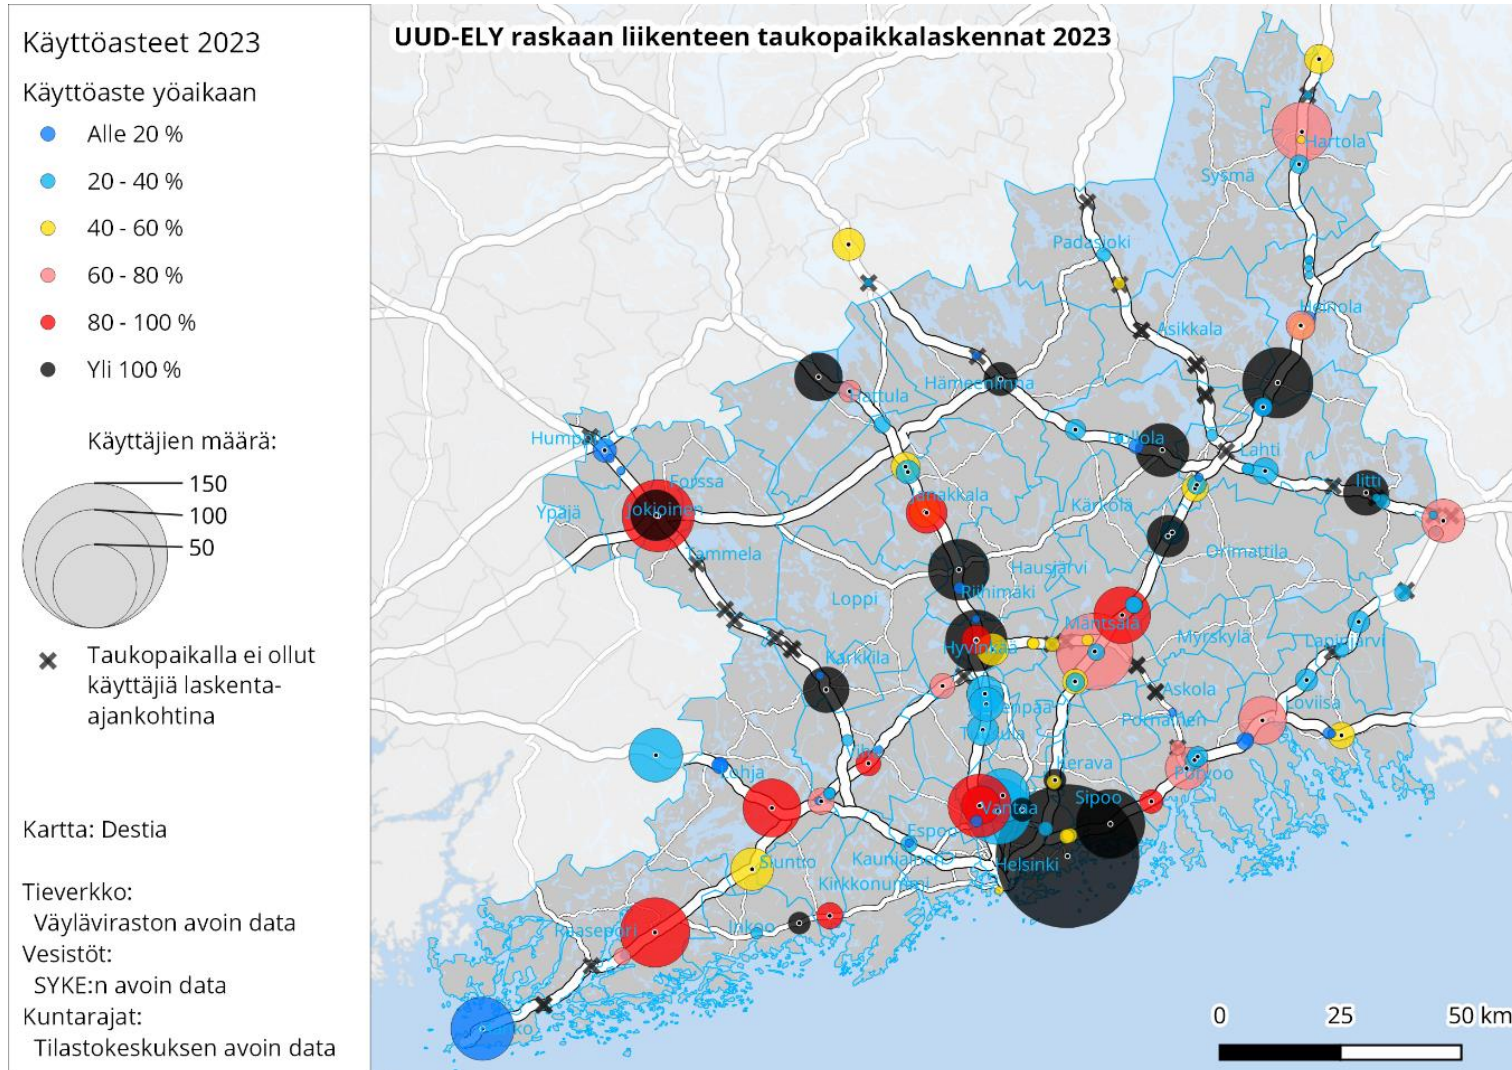 Käyttöasteet 2023
Käyttöaste yöaikaan
Alle 20 %
20 - 40 %
40 - 60 %
60 - 80 %
80 - 100 %
Yli 100 %
Käyttäjien määrä:
150
100
50
Taukopaikalla ei ollut
käyttäjiä laskenta-
ajankohtina
Kartta: Destia
Tieverkko:
Väyläviraston avoin data
Vesistöt:
SYKE:n avoin data
Kuntarajat:
Tilastokeskuksen avoin data
UUD-ELY raskaan liikenteen taukopaikkalaskennat 2023
Hartola
Sysmä
Padasjoki
Heinola
Asikkala
Hämeenlinna
Hattula
Hollola
Lahti
Iitti
Forssa
Jokioinen
Ypäjä
Janakkala
Kärkölä
Orimattila
Tammela
Hausjärvi
Riihimäki
Loppi
Mäntsälä
Myrskylä
Lapinjärvi
Hyvinkää
Karkkila
Askola
Loviisa
Pornainen
Porvoo
Kerava
Sipoo
Vantaa
Espoo
Kauniainen
Helsinki
Kirkkonummi
Siuntio
Raasepori
0
25
50 km